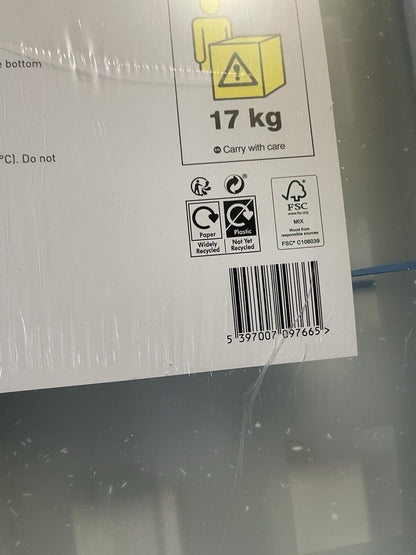 e bottom
17 kg
Carry with care
°C). Do not
Paper
Plastic
Widely
Recycled
Not Yet
Recycled
FSC
www.fsc.org
MIX
Wood from
responsible sources
FSC® C106039
5 397007 097665 >